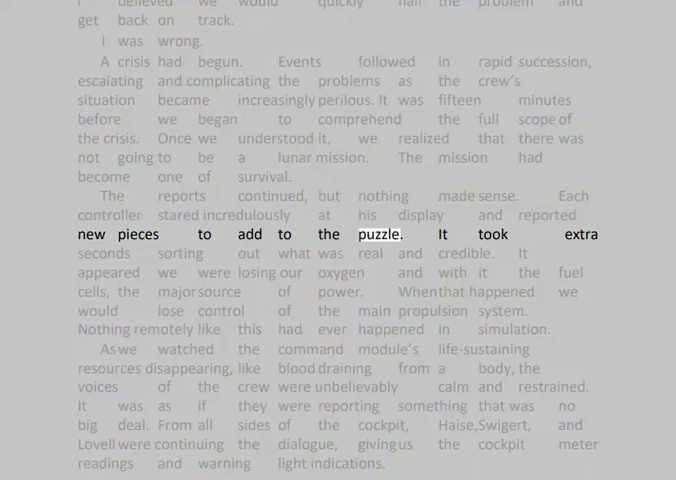 I believed we would quickly nail the problem and
get back on track.
I was wrong.
A crisis had begun. Events followed in rapid succession,
escalating and complicating the problems as the crew's
situation became increasingly perilous. It was fifteen minutes
before we began to comprehend the full scope of
the crisis. Once we understood it, we realized that there was
not going to be a lunar mission. The mission had
become one of survival.
The reports continued, but nothing made sense. Each
controller stared incredulously at his display and reported
new pieces to add to the puzzle. It took extra
seconds sorting out what was real and credible. It
appeared we were losing our oxygen and with it the fuel
cells, the major source of power. When that happened we
would lose control of the main propulsion system.
Nothing remotely like this had ever happened in simulation.
As we watched the command module's life-sustaining
resources disappearing, like blood draining from a body, the
voices of the crew were unbelievably calm and restrained.
It was as if they were reporting something that was no
big deal. From all sides of the cockpit, Haise, Swigert, and
Lovell were continuing the dialogue, giving us the cockpit meter
readings and warning light indications.